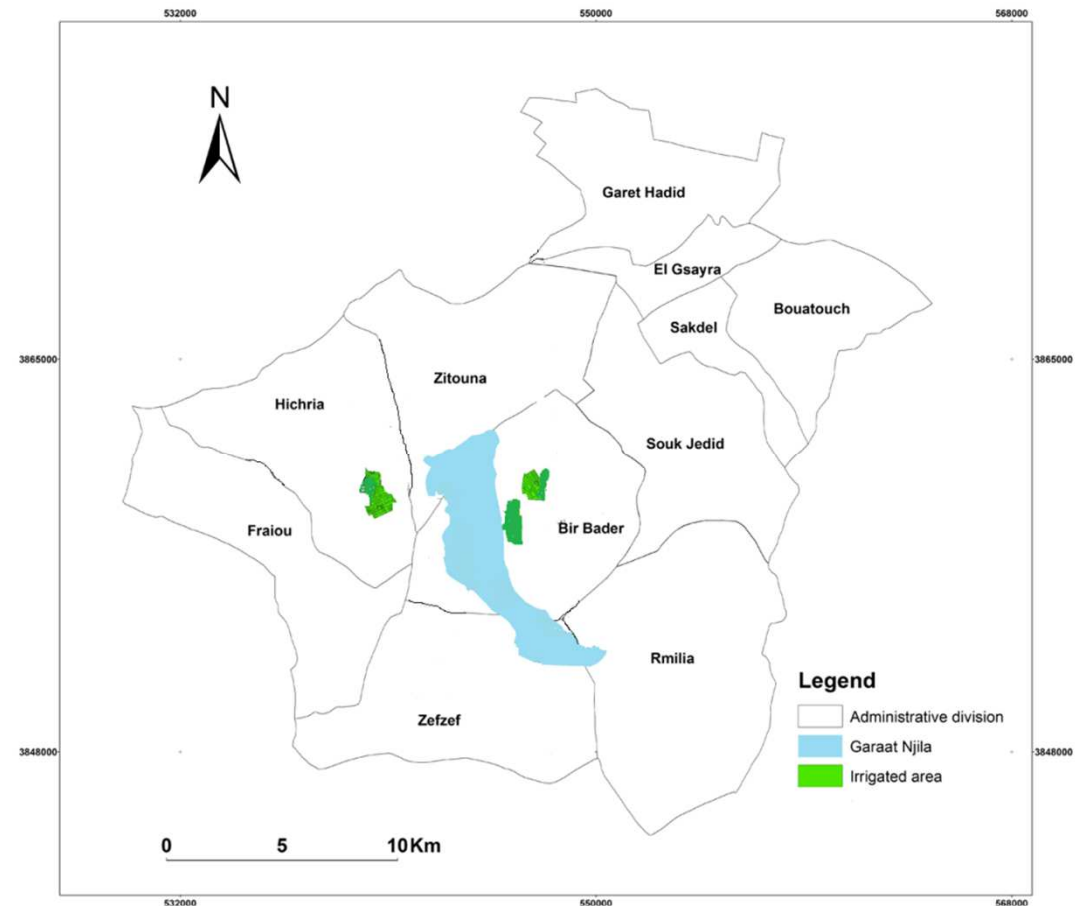 532000 550000 568000
N
Garet Hadid
El Gsayra
Bouatouch
Sakdel
3865000 3865000
Zitouna
Hichria
Souk Jedid
Fraiou
Bir Bader
Rmilia
Legend
Zefzef
Administrative division
Garaat Njila
3848000 3848000
Irrigated area
0 5 10Km
532000 550000 568000